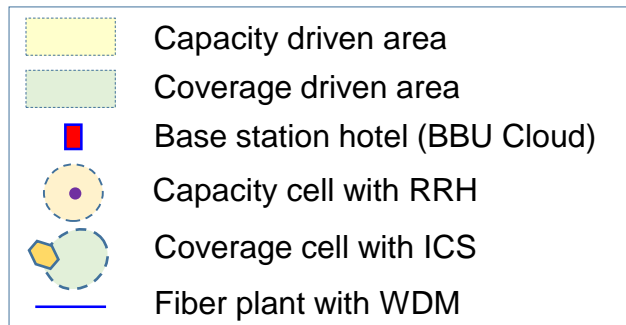 Capacity driven area
Coverage driven area
Base station hotel (BBU Cloud)
Capacity cell with RRH
Coverage cell with ICS
Fiber plant with WDM